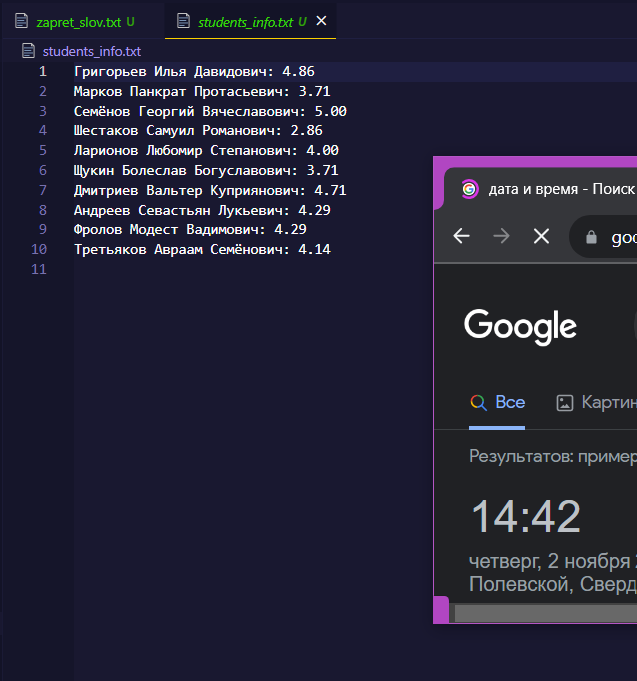 zapret_slov.txt U
students_info.txt U
students_info.txt
1 Григорьев Илья Давидович: 4.86
2 Марков Панкрат Протасьевич: 3.71
3 Семёнов Георгий Вячеславович: 5.00
4 Шестаков Самуил Романович: 2.86
5 Ларионов Любомир Степанович: 4.00
6 Щукин Болеслав Богуславович: 3.71
7 Дмитриев Вальтер Куприянович: 4.71
8 Андреев Севастьян Лукьевич: 4.29
9 Фролов Модест Вадимович: 4.29
10 Третьяков Авраам Семёнович: 4.14
11
дата и время - Поиск
goo
Google
Все
Картин
Результатов: пример
14:42
четверг, 2 ноября
Полевской, Сверд